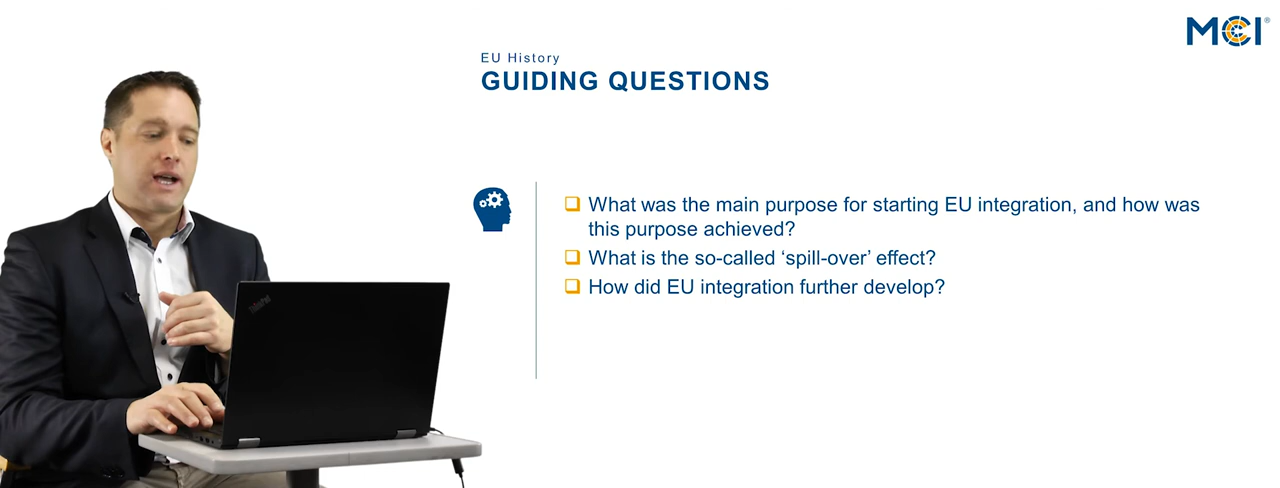 MCI®
EU History
GUIDING QUESTIONS
❑ What was the main purpose for starting EU integration, and how was
this purpose achieved?
❑ What is the so-called ‘spill-over’ effect?
❑ How did EU integration further develop?
ThinkPad